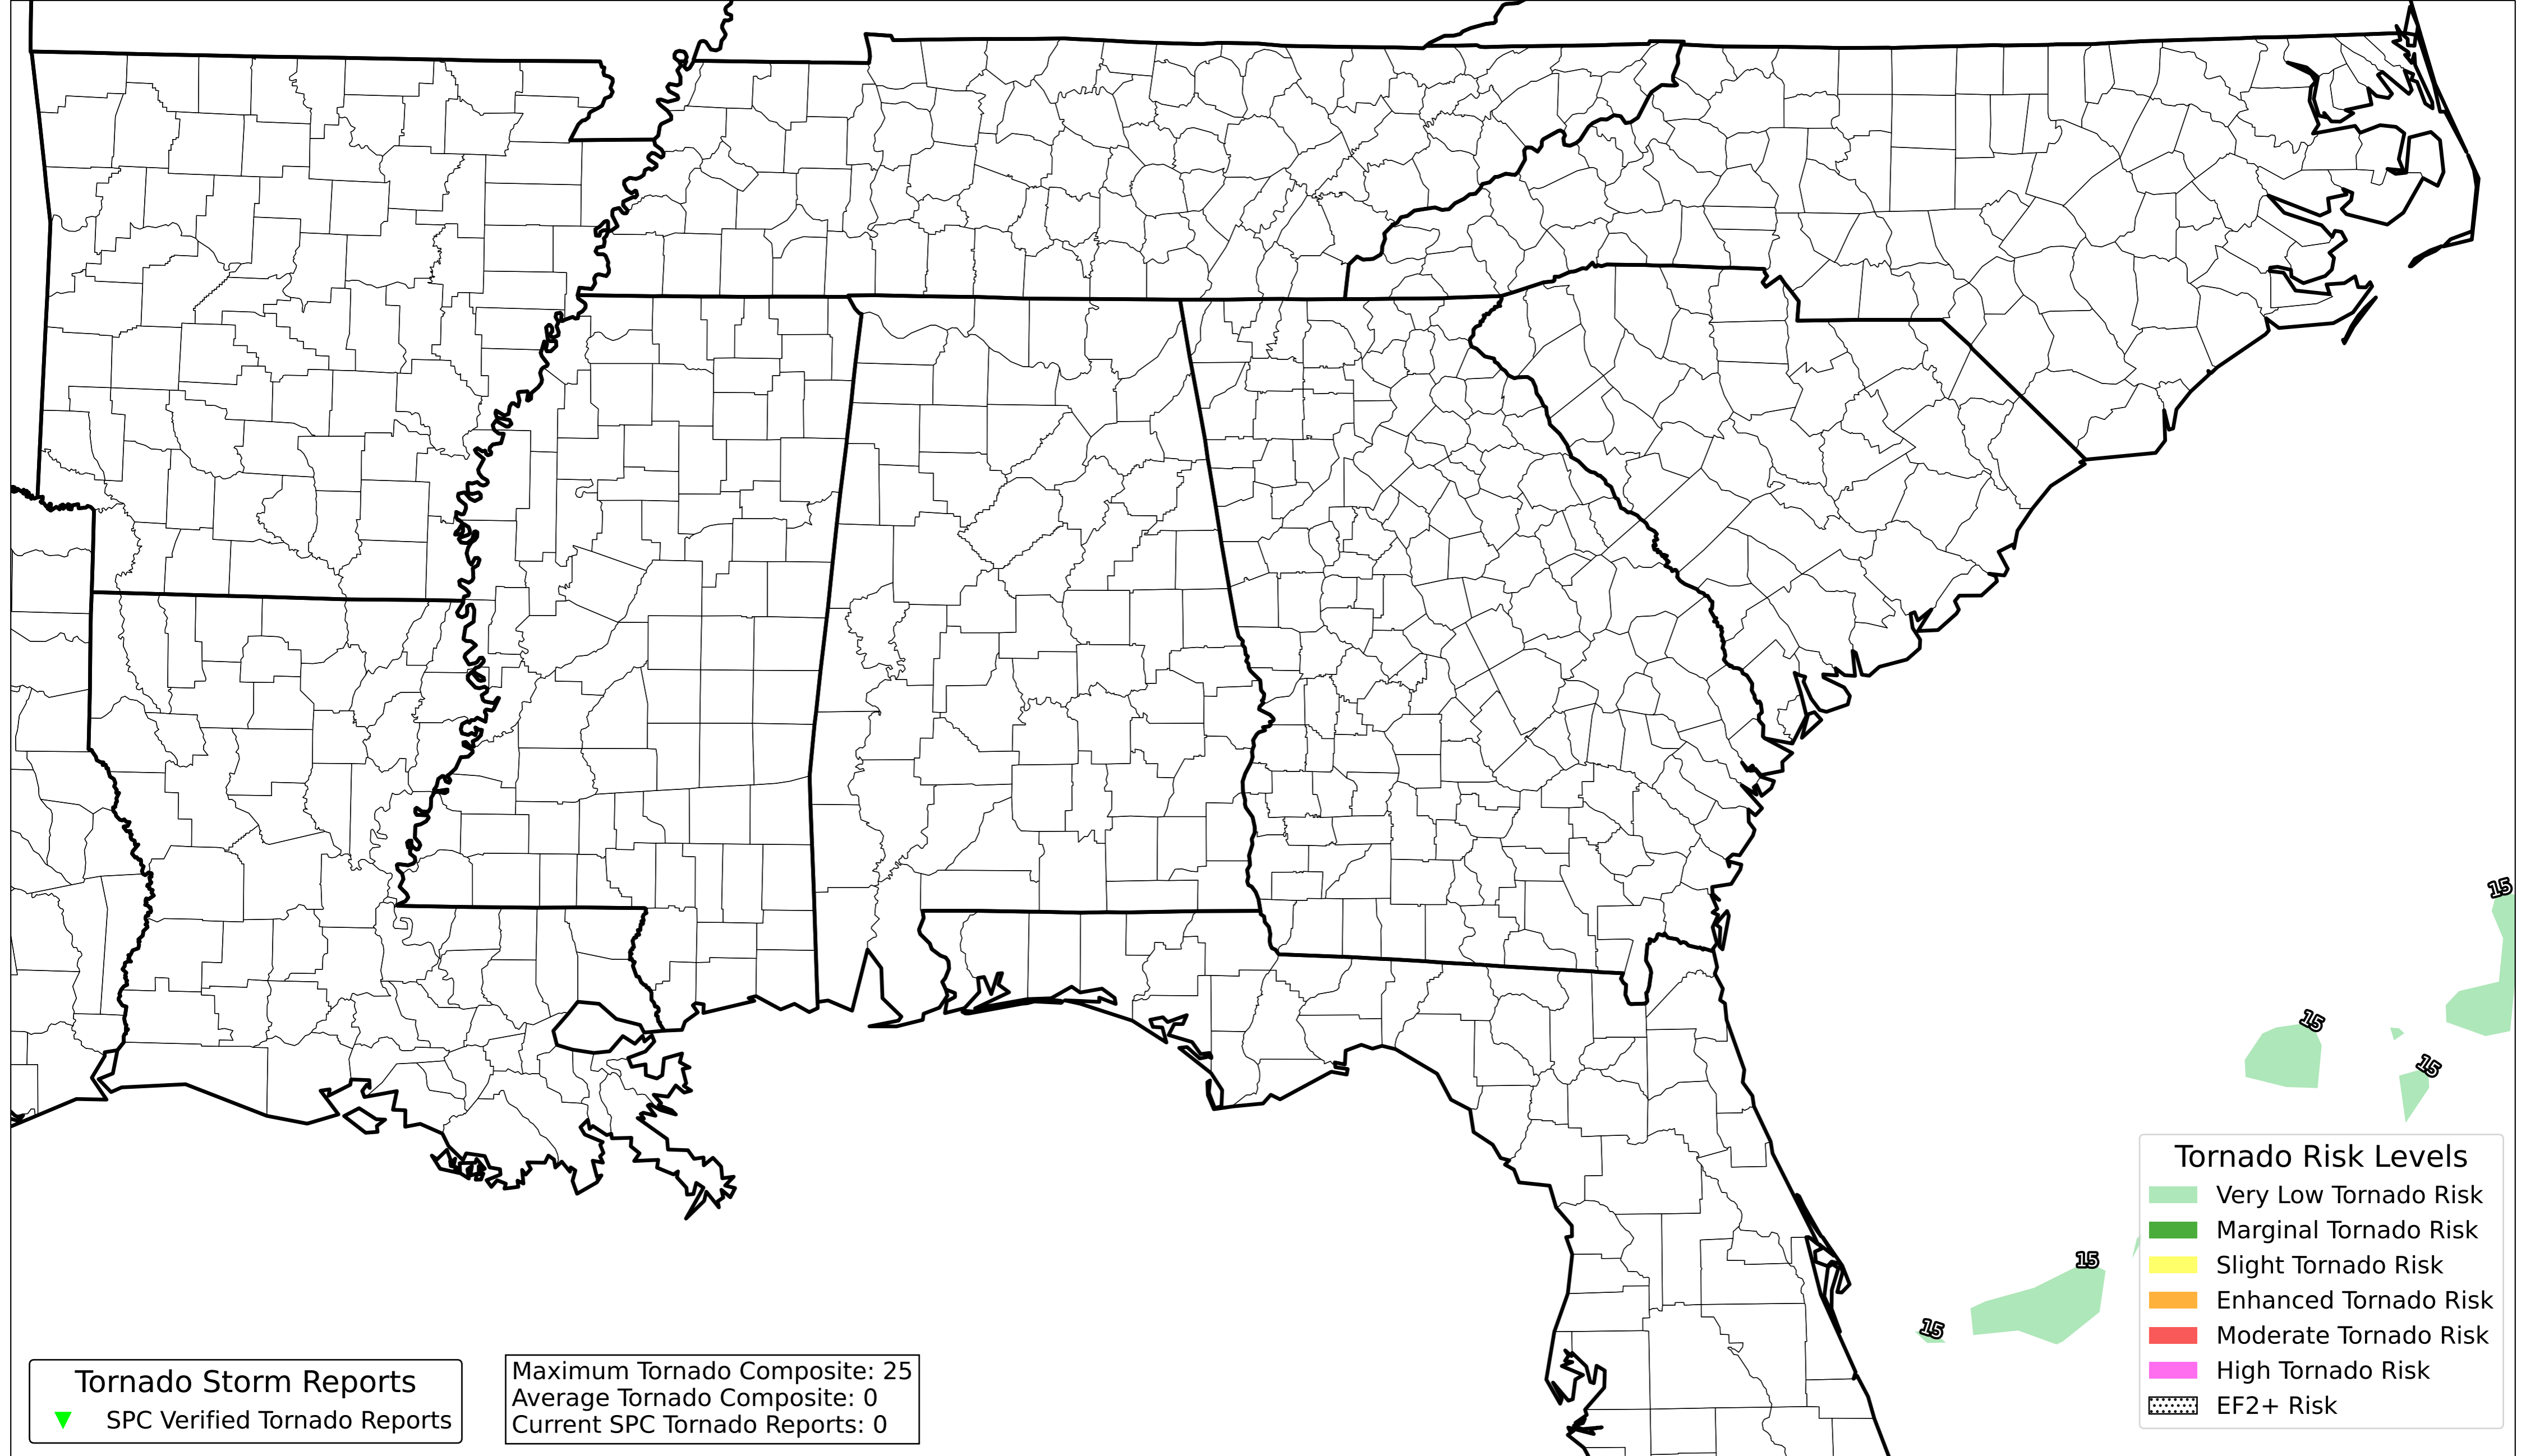 15
15
15
15
15
Tornado Risk Levels
Very Low Tornado Risk
Marginal Tornado Risk
Slight Tornado Risk
Enhanced Tornado Risk
Moderate Tornado Risk
High Tornado Risk
EF2+ Risk
Tornado Storm Reports
SPC Verified Tornado Reports
Maximum Tornado Composite: 25
Average Tornado Composite: 0
Current SPC Tornado Reports: 0